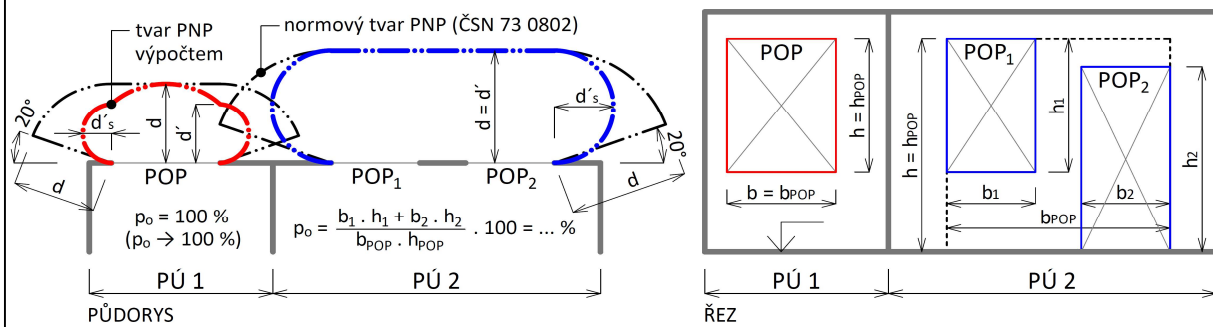 tvar PNP
výpočtem
normový tvar PNP (ČSN 73 0802)
20°
d
d´s
d
d´
POP
d = d´
d´s
20°
d
POP1
POP2
po = 100 %
(po → 100 %)
po = b1 . h1 + b2 . h2 / bPOP . hPOP . 100 = ... %
PÚ 1
PÚ 2
PŮDORYS
POP
h = hPOP
b = bPOP
h = hPOP
POP1
h1
POP2
h2
b1
b2
bPOP
PÚ 1
PÚ 2
ŘEZ